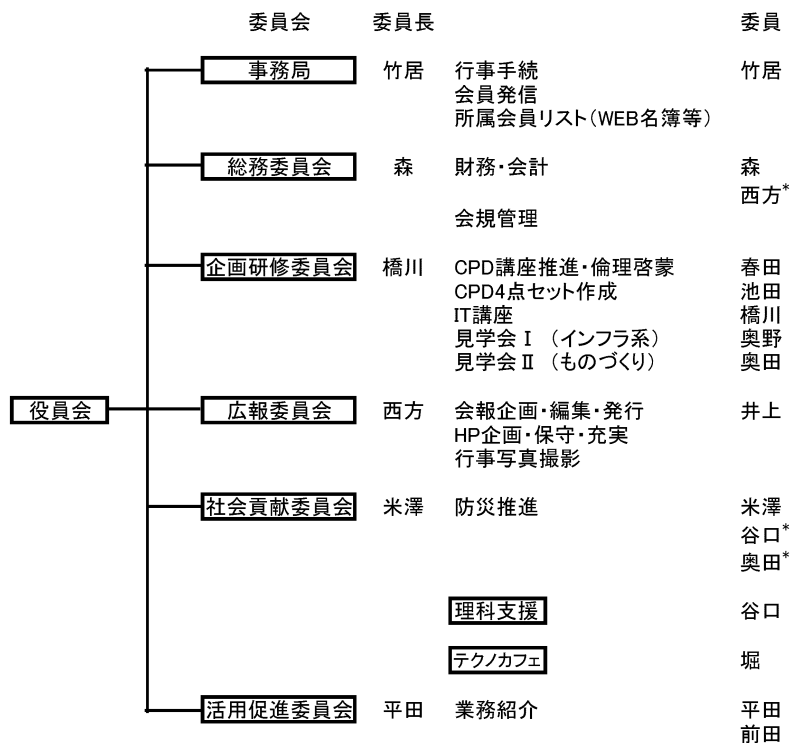 委員会 委員長 委員
事務局 竹居 行事手続 竹居
会員発信
所属会員リスト（WEB名簿等）
総務委員会 森 財務・会計 森
西方*
会規管理
企画研修委員会 橋川 CPD講座推進・倫理啓蒙 春田
CPD4点セット作成 池田
IT講座 橋川
見学会Ⅰ （インフラ系） 奥野
見学会Ⅱ （ものづくり） 奥田
役員会 広報委員会 西方 会報企画・編集・発行 井上
HP企画・保守・充実
行事写真撮影
社会貢献委員会 米澤 防災推進 米澤
谷口*
奥田*
理科支援 谷口
テクノカフェ 堀
活用促進委員会 平田 業務紹介 平田
前田